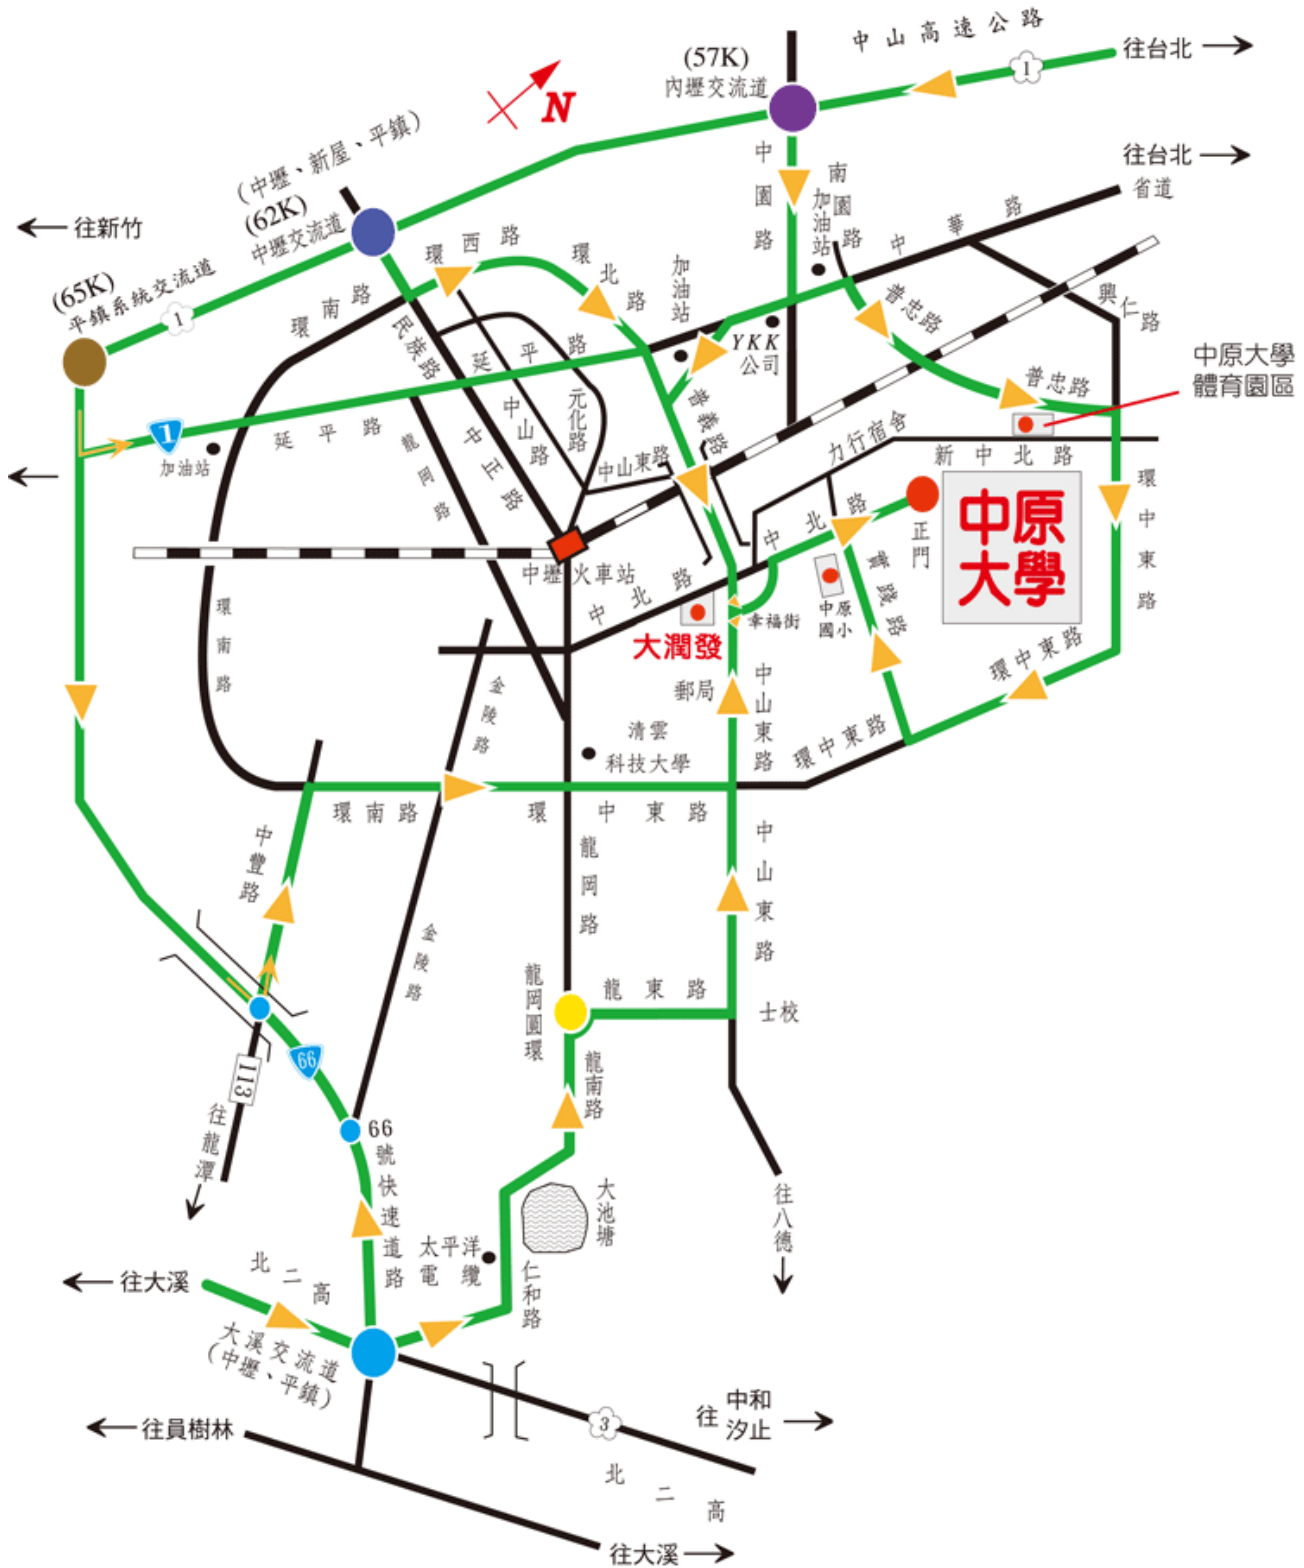 中山高速公路
往台北
1
(57K)
內壢交流道
N
往台北
省道
(中壢、新屋、平鎮)
(62K)
中壢交流道
往新竹
(65K)
平鎮系統交流道
1
環南路
環西路
環北路
加油站
中園路
南園路
加油站
中華路
普忠路
興仁路
YKK
公司
中原大學
體育園區
普忠路
民族路
延平路
元化路
中山路
普義路
1
加油站
延平路
龍岡路
中正路
中山東路
力行宿舍
新中北路
中北路
正門
中原
大學
環中東路
中壢火車站
中北路
實踐路
中原
國小
幸福街
大潤發
環南路
金陵路
郵局
中山東路
環中東路
環中東路
清雲
科技大學
環南路
環中東路
中豐路
龍岡路
中山東路
金陵路
龍岡圓環
龍東路
士校
66
龍南路
113
往龍潭
66
號快速道路
大池塘
往八德
太平洋
電纜
仁和路
北二高
往大溪
大溪交流道
(中壢、平鎮)
往員樹林
3
往
中和
汐止
北二高
往大溪